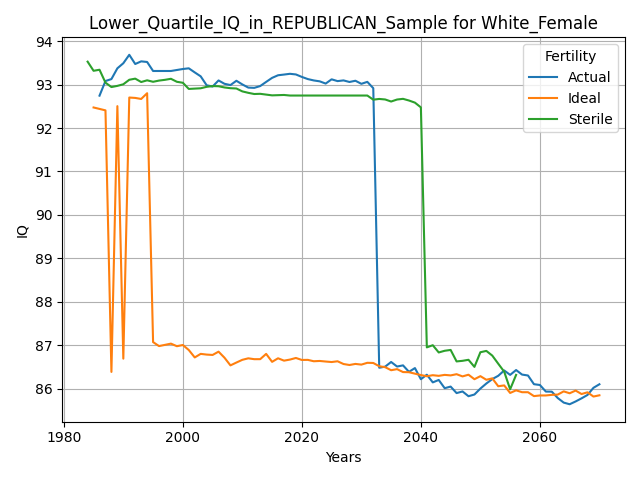 Lower_Quartile_IQ_in_REPUBLICAN_Sample for White_Female
94
93
92
91
90
89
88
87
86
IQ
Fertility
Actual
Ideal
Sterile
1980
2000
2020
2040
2060
Years